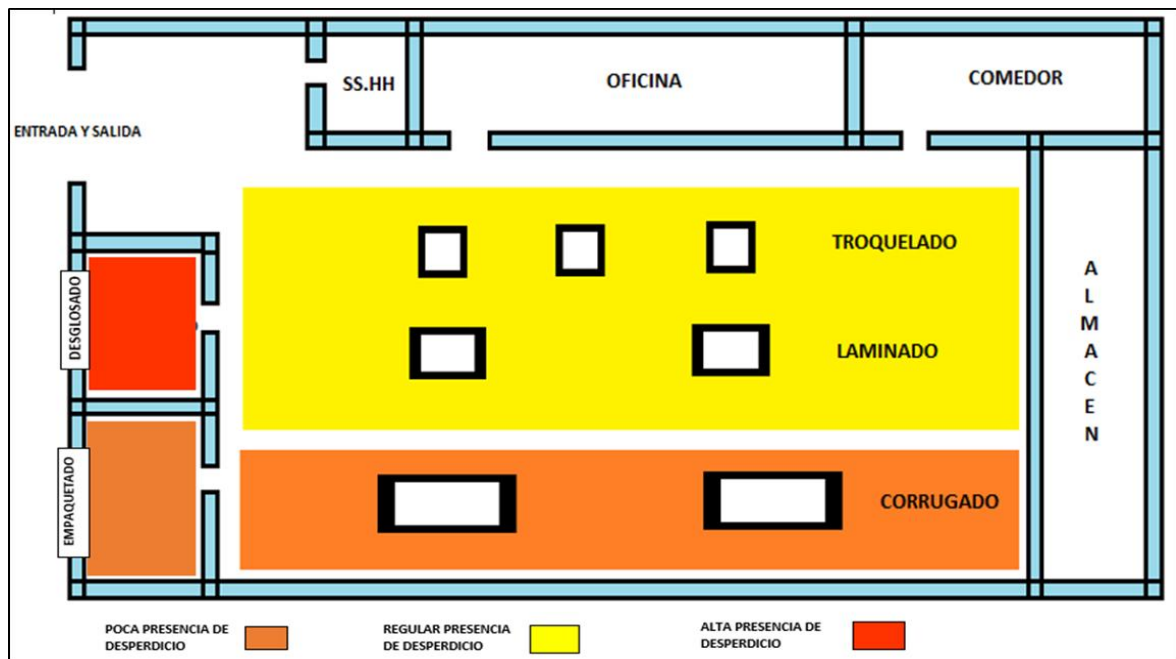 SS.HH
OFICINA
COMEDOR
ENTRADA Y SALIDA
TROQUELADO
LAMINADO
CORRUGADO
DESGLOSADO
EMPAQUETADO
A
L
M
A
C
E
N
POCA PRESENCIA DE
DESPERDICIO
REGULAR PRESENCIA
DE DESPERDICIO
ALTA PRESENCIA DE
DESPERDICIO